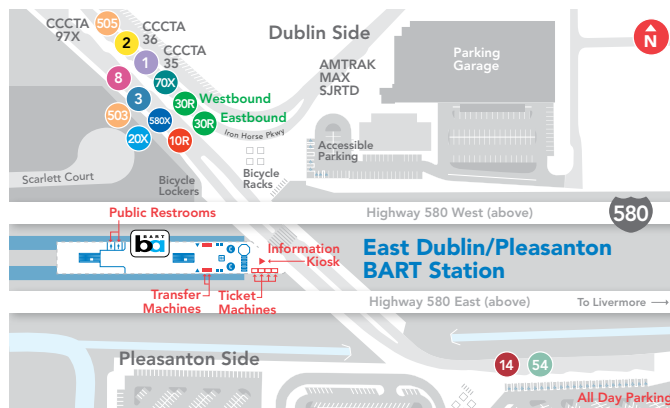 CCCTA
97X
505
CCCTA
36
2
CCCTA
35
1
8
70X
3
30R Westbound
503
580X
30R Eastbound
20X
10R
Iron Horse Pkwy
Dublin Side
AMTRAK
MAX
SJRTD
Parking
Garage
N
Accessible
Parking
Bicycle
Racks
Scarlett Court
Bicycle
Lockers
Public Restrooms
Highway 580 West (above)
580
BART
ba
Information
Kiosk
East Dublin/Pleasanton
BART Station
Transfer
Machines
Ticket
Machines
Highway 580 East (above)
To Livermore
Pleasanton Side
14
54
All Day Parking